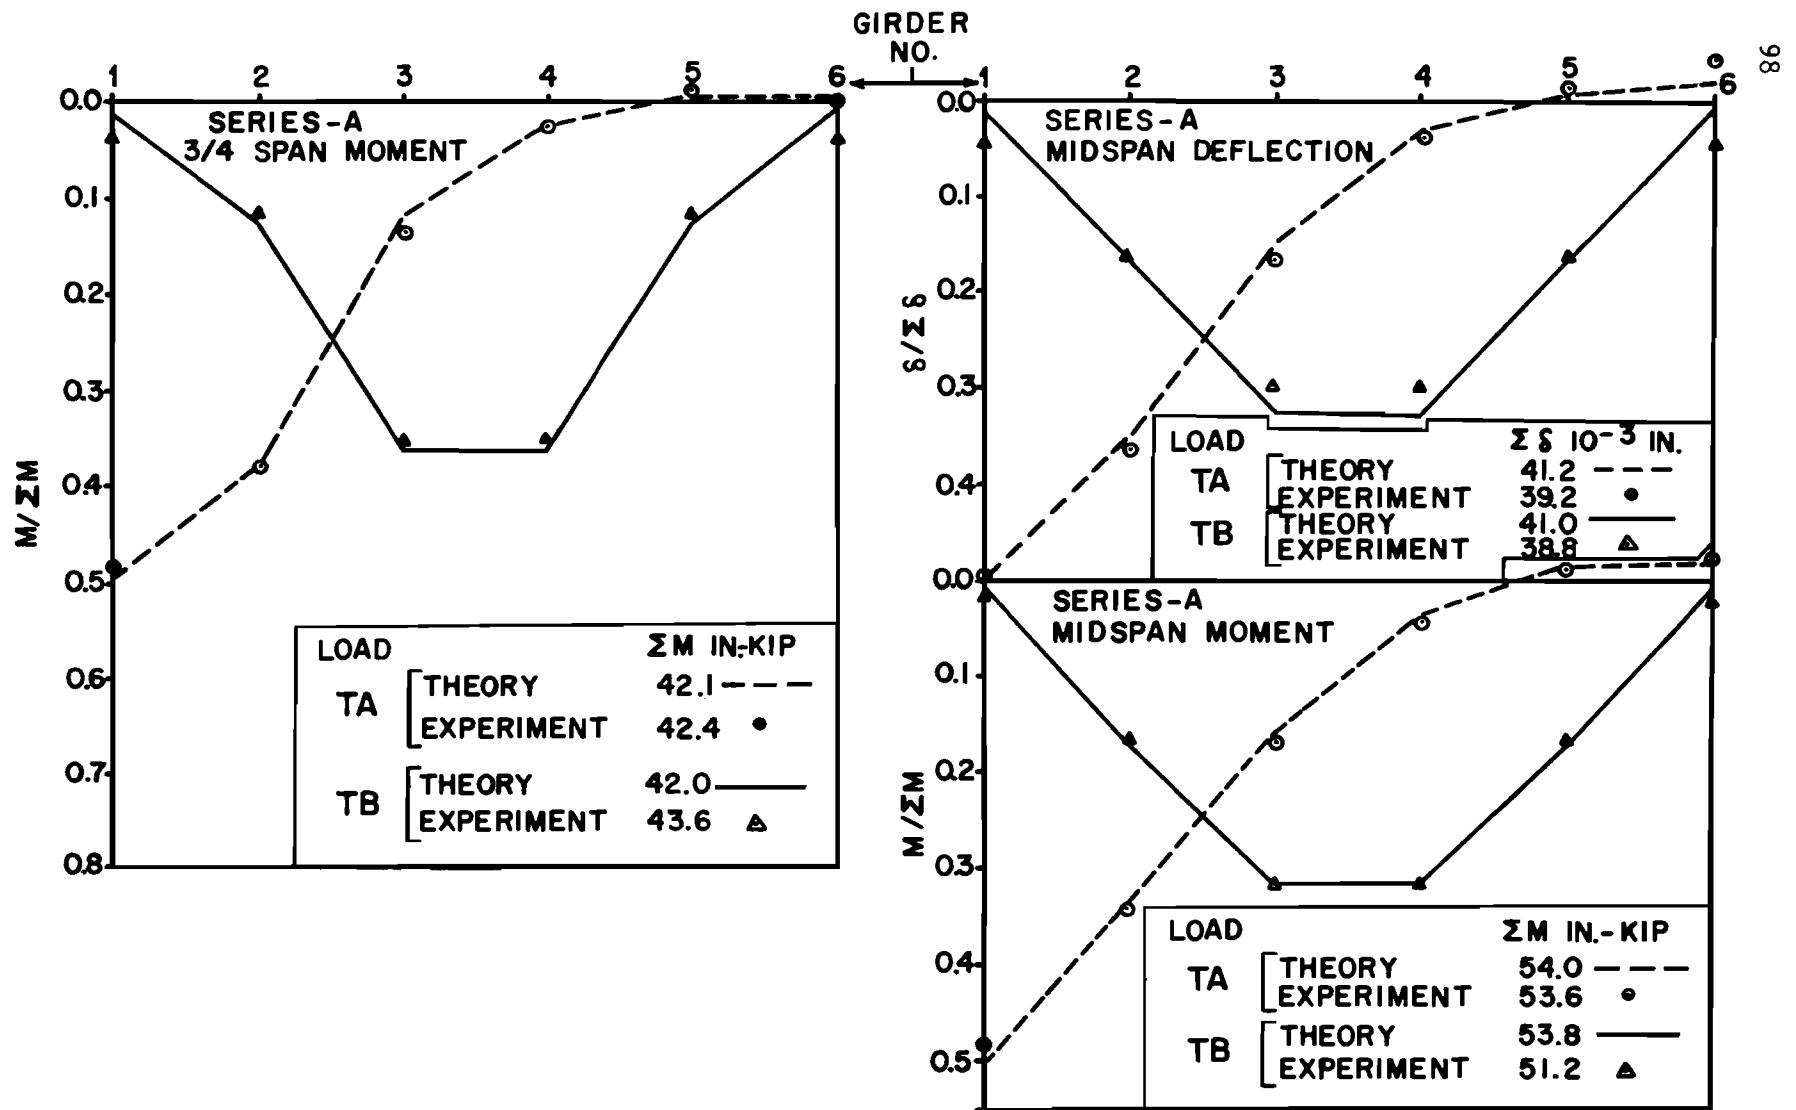 GIRDER
NO.
98
1 2 3 4 5 6
0.0
0.1
0.2
0.3
0.4
0.5
0.6
0.7
0.8
M/ΣM
SERIES-A
3/4 SPAN MOMENT
LOAD ΣM IN.-KIP
TA THEORY 42.1
EXPERIMENT 42.4
TB THEORY 42.0
EXPERIMENT 43.6
1 2 3 4 5 6
0.0
0.1
0.2
0.3
0.4
δ/Σδ
SERIES-A
MIDSPAN DEFLECTION
LOAD Σ δ 10-3 IN.
TA THEORY 41.2
EXPERIMENT 39.2
TB THEORY 41.0
EXPERIMENT 38.8
0.0
0.1
0.2
0.3
0.4
0.5
M/ΣM
SERIES-A
MIDSPAN MOMENT
LOAD ΣM IN.-KIP
TA THEORY 54.0
EXPERIMENT 53.6
TB THEORY 53.8
EXPERIMENT 51.2